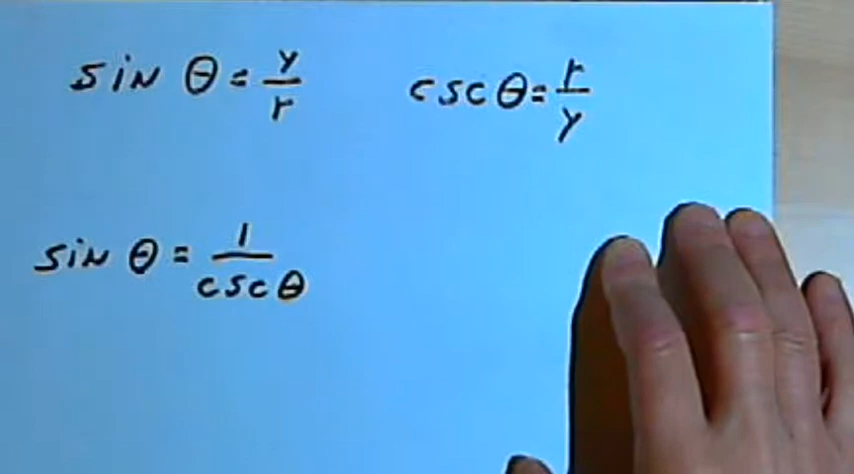 sin θ = y/r csc θ = r/y
sin θ = 1/csc θ